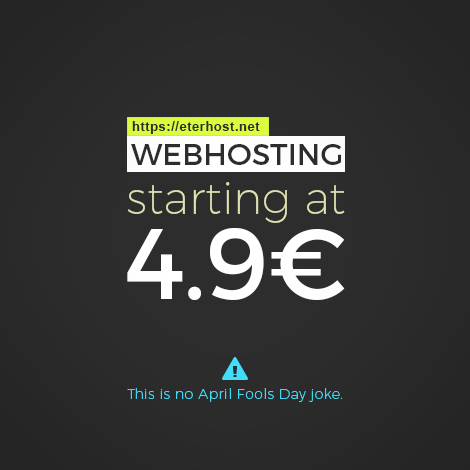 https://eterhost.net
WEBHOSTING
starting at
4.9€
This is no April Fools Day joke.